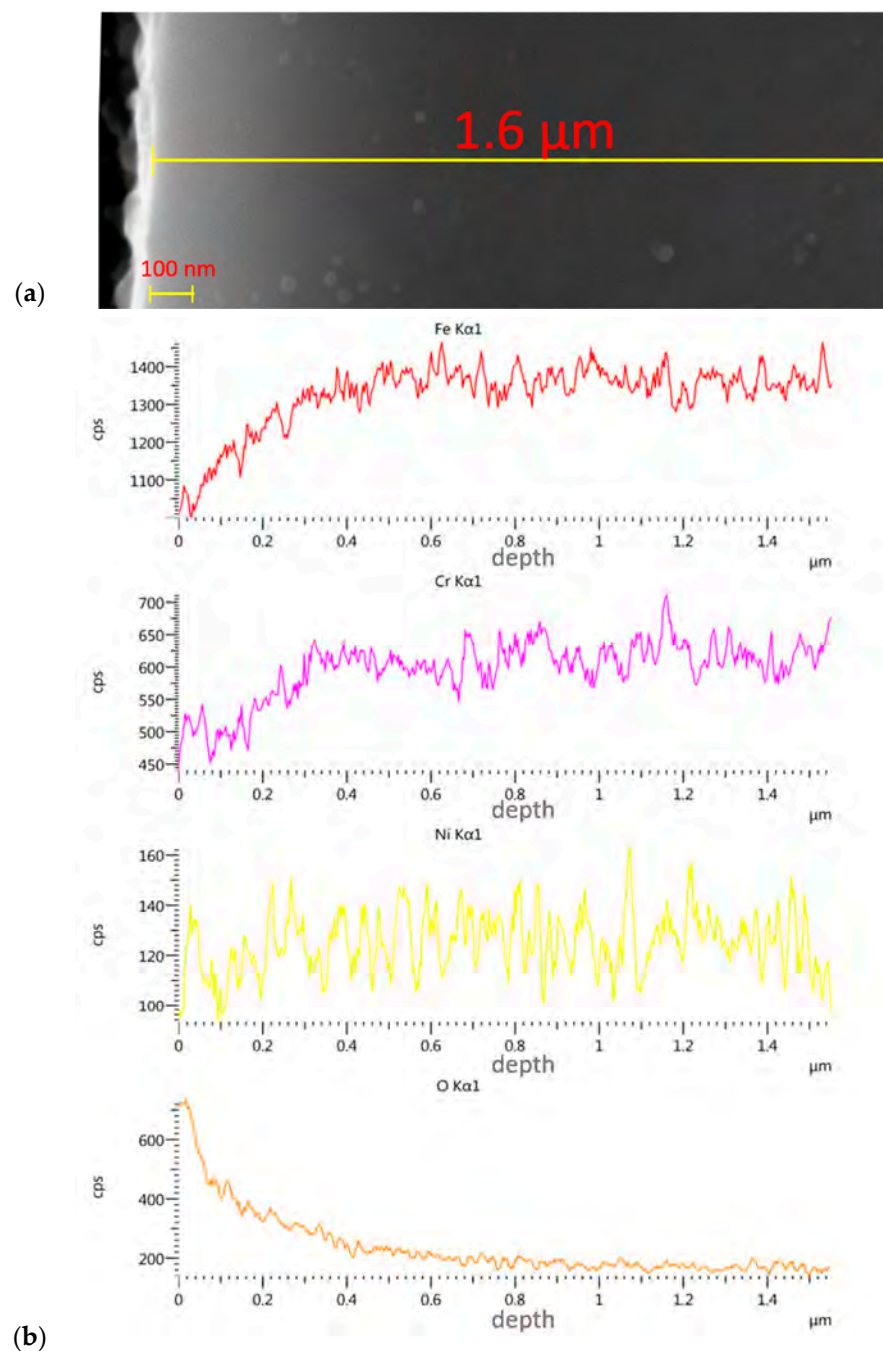 1.6 µm
100 nm
(a)
Fe Kα1
1400
1300
1200
1100
cps
0 0.2 0.4 0.6 0.8 1 1.2 1.4
depth
µm
Cr Kα1
700
650
600
550
500
450
cps
0 0.2 0.4 0.6 0.8 1 1.2 1.4
depth
µm
Ni Kα1
160
140
120
100
cps
0 0.2 0.4 0.6 0.8 1 1.2 1.4
depth
µm
O Kα1
600
400
200
cps
0 0.2 0.4 0.6 0.8 1 1.2 1.4
depth
µm
(b)